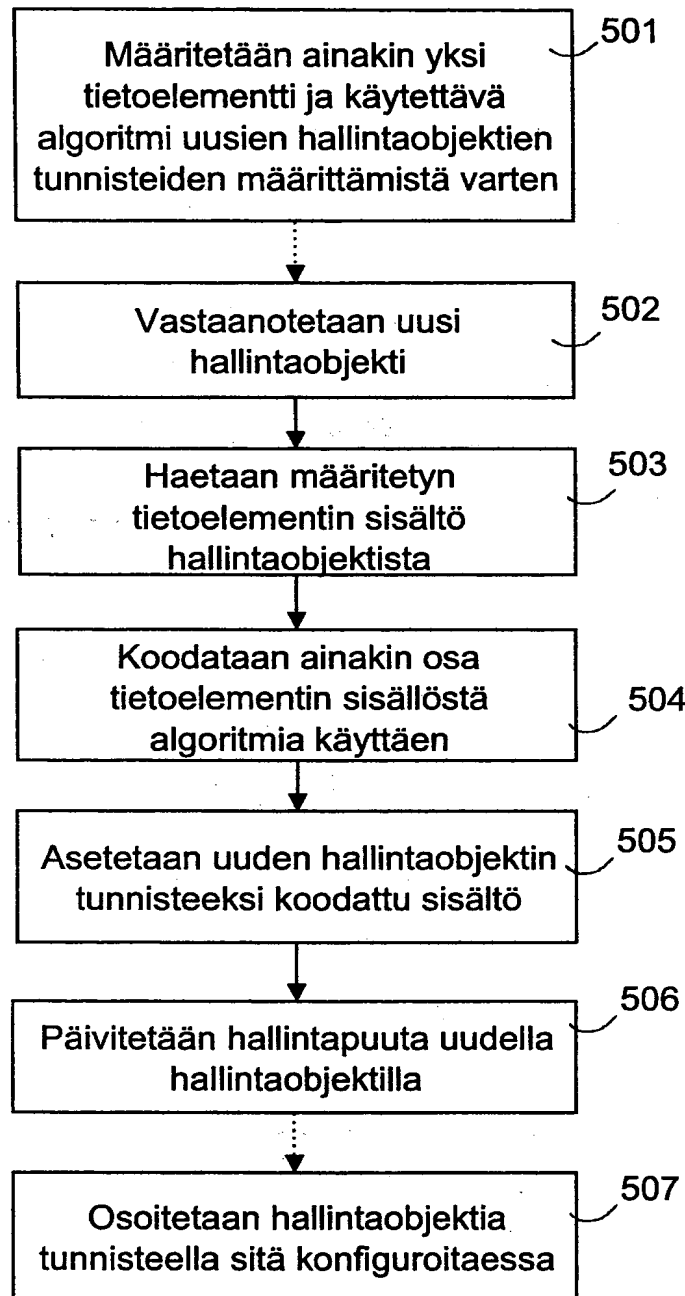 501
Määritetään ainakin yksi
tietoelementti ja käytettävä
algoritmi uusien hallintaobjektien
tunnisteiden määrittämistä varten
502
Vastaanotetaan uusi
hallintaobjekti
503
Haetaan määritetyn
tietoelementin sisältö
hallintaobjektista
504
Koodataan ainakin osa
tietoelementin sisällöstä
algoritmia käyttäen
505
Asetetaan uuden hallintaobjektin
tunnisteeksi koodattu sisältö
506
Päivitetään hallintapuuta uudella
hallintaobjektilla
507
Osoitetaan hallintaobjektia
tunnisteella sitä konfiguroitaessa